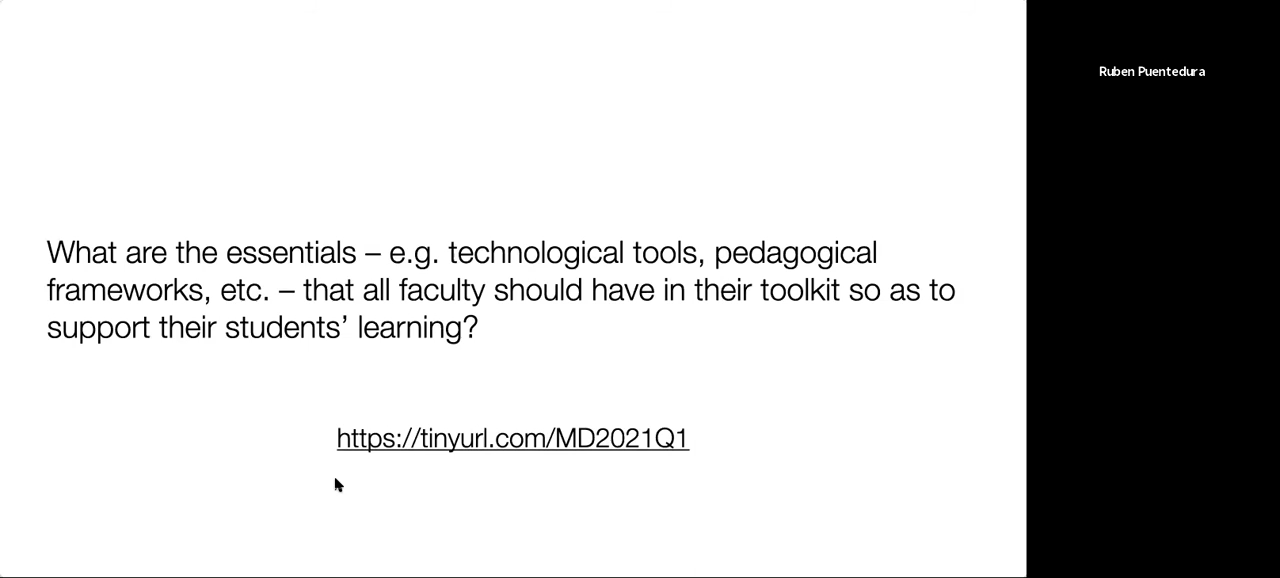 What are the essentials – e.g. technological tools, pedagogical
frameworks, etc. – that all faculty should have in their toolkit so as to
support their students’ learning?
https://tinyurl.com/MD2021Q1
Ruben Puentedura